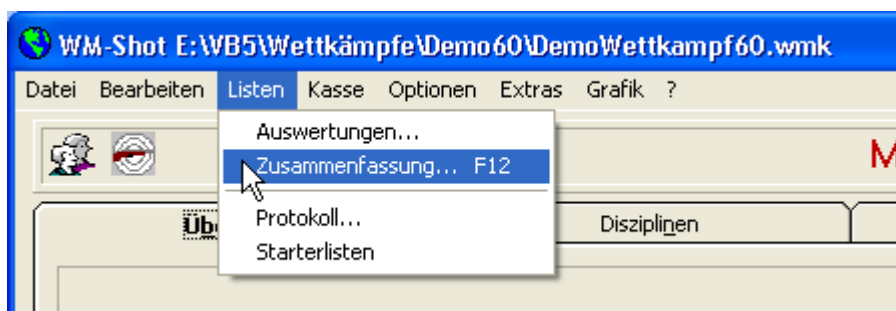 WM-Shot E:\VB5\Wettkämpfe\Demo60\DemoWettkampf60.wmk
Datei Bearbeiten Listen Kasse Optionen Extras Grafik ?
Auswertungen...
Zusammenfassung... F12
Protokoll...
Disziplinen
Starterlisten